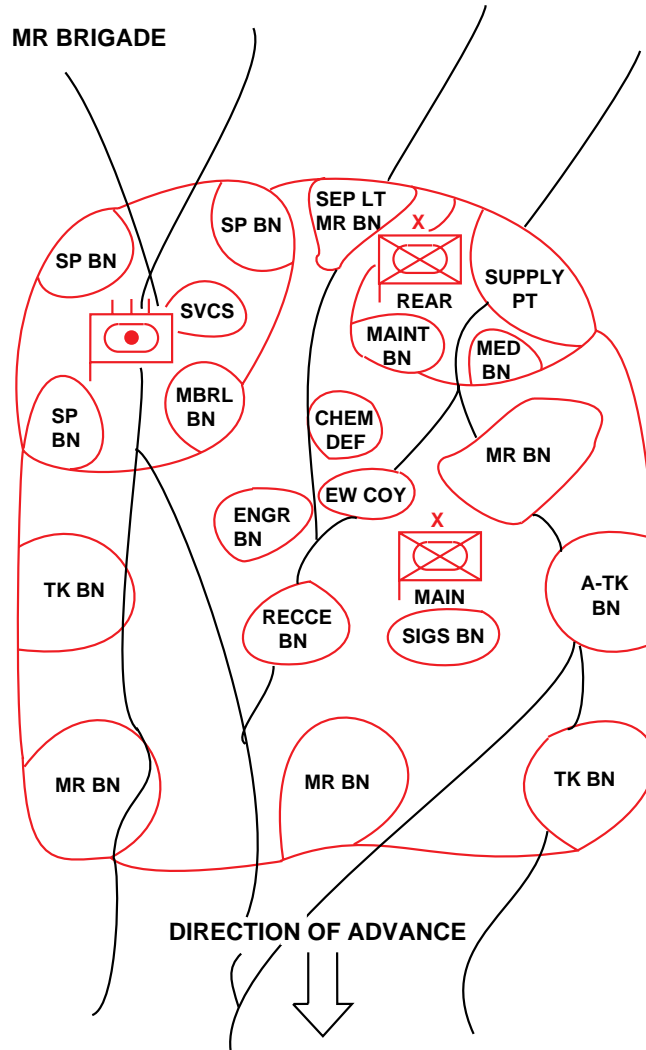 MR BRIGADE
SEP LT
MR BN
SP BN
SP BN
X
SUPPLY
PT
REAR
SVCS
MAINT
BN
MED
BN
MBRL
BN
SP
BN
CHEM
DEF
MR BN
EW COY
ENGR
BN
X
TK BN
A-TK
BN
MAIN
RECCE
BN
SIGS BN
MR BN
MR BN
TK BN
DIRECTION OF ADVANCE